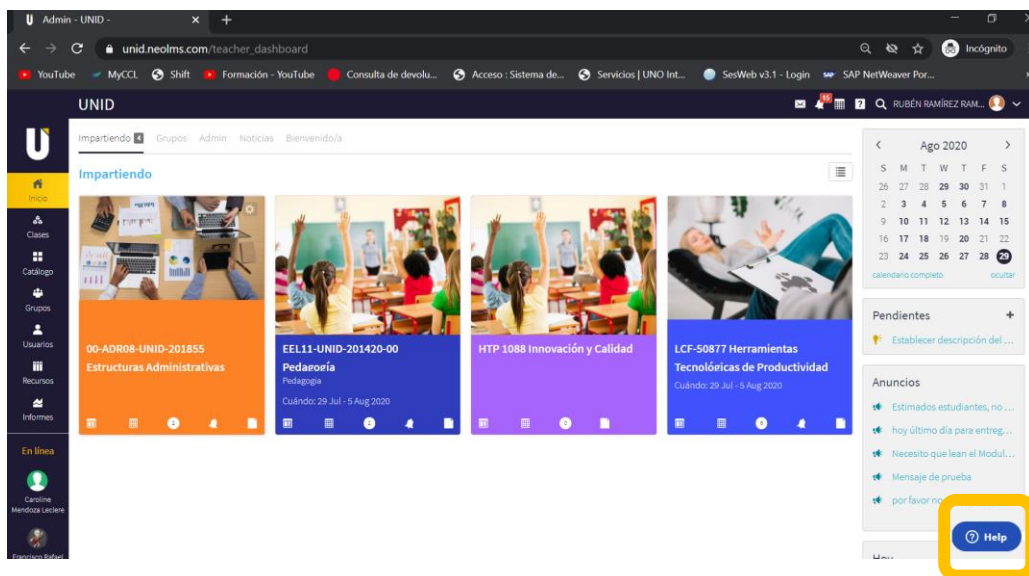 U Admin - UNID -
unid.neolms.com/teacher_dashboard
Incógnito
YouTube MyCCL Shift Formación - YouTube Consulta de devolu... Acceso : Sistema de... Servicios | UNO Int... SesWeb v3.1 - Login SAP NetWeaver Por...
UNID
15
RUBÉN RAMÍREZ RAM...
U
Inicio
Clases
Catálogo
Grupos
Usuarios
Recursos
Informes
En línea
Caroline
Mendoza Leclere
Francisco Rafael
Impartiendo 4 Grupos Admin Noticias Bienvenido/a
Impartiendo
00-ADR08-UNID-201855
Estructuras Administrativas
EEL11-UNID-201420-00
Pedagogía
Pedagogia
Cuándo: 29 Jul - 5 Aug 2020
HTP 1088 Innovación y Calidad
LCF-50877 Herramientas
Tecnológicas de Productividad
Cuándo: 29 Jul - 5 Aug 2020
< Ago 2020 >
S M T W T F S
26 27 28 29 30 31 1
2 3 4 5 6 7 8
9 10 11 12 13 14 15
16 17 18 19 20 21 22
23 24 25 26 27 28 29
calendario completo ocultar
Pendientes +
Establecer descripción del ...
Anuncios
Estimados estudiantes, no ...
hoy último día para entreg...
Necesito que lean el Modul...
Mensaje de prueba
por favor no
Help
Hoy